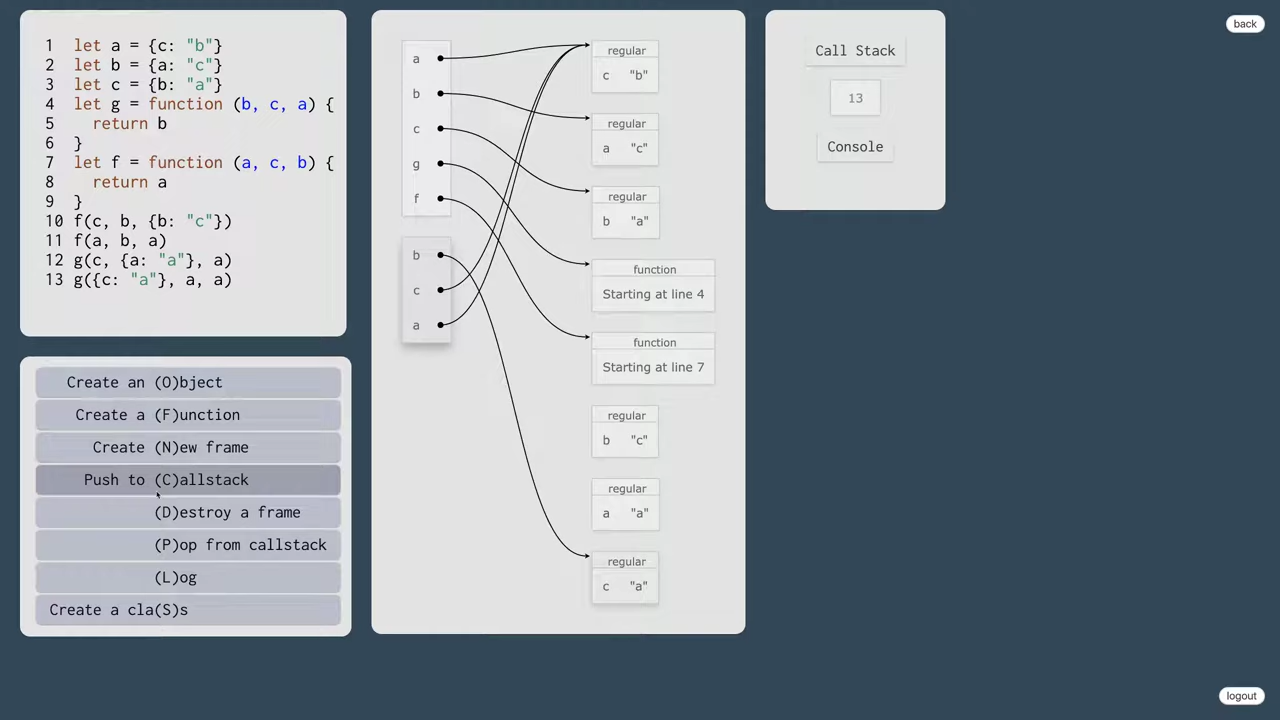 1 let a = {c: "b"}
2 let b = {a: "c"}
3 let c = {b: "a"}
4 let g = function (b, c, a) {
5   return b
6 }
7 let f = function (a, c, b) {
8   return a
9 }
10 f(c, b, {b: "c"})
11 f(a, b, a)
12 g(c, {a: "a"}, a)
13 g({c: "a"}, a, a)
Create an (O)bject
Create a (F)unction
Create (N)ew frame
Push to (C)allstack
(D)estroy a frame
(P)op from callstack
(L)og
Create a cla(S)s
a
b
c
g
f
b
c
a
regular
c "b"
regular
a "c"
regular
b "a"
function
Starting at line 4
function
Starting at line 7
regular
b "c"
regular
a "a"
regular
c "a"
Call Stack
13
Console
back
logout